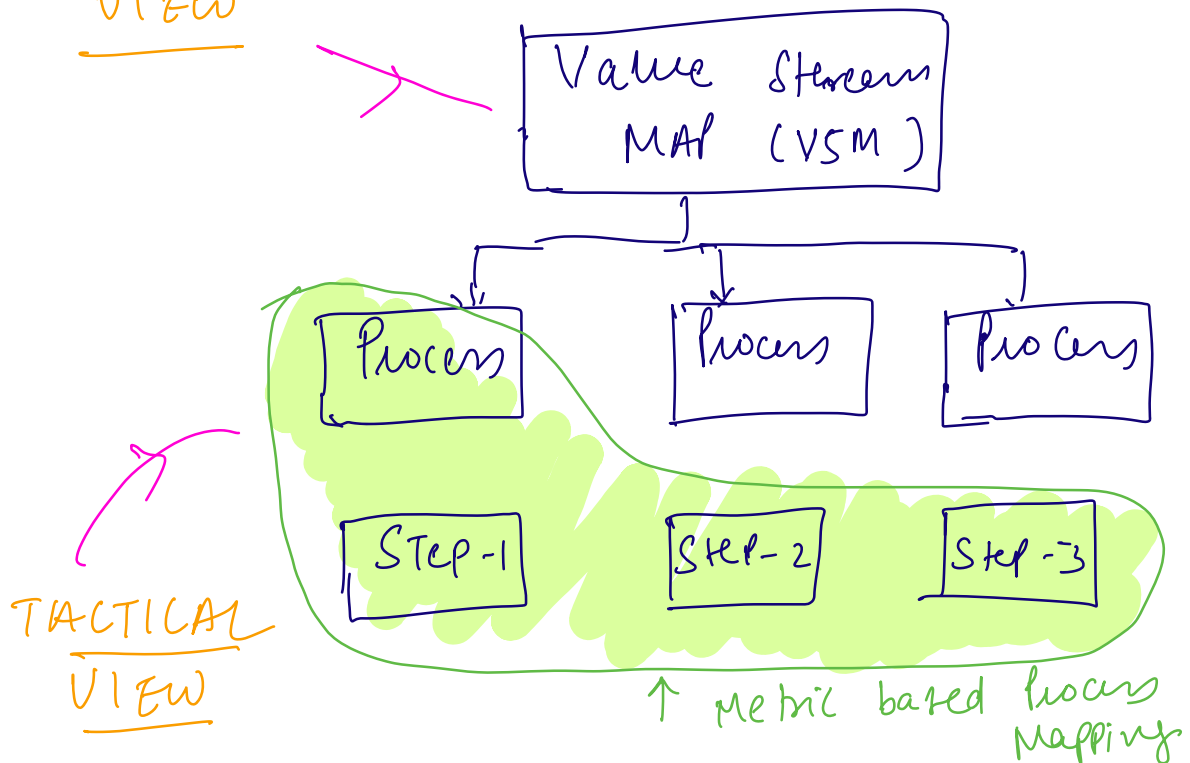 VIEW
Value Stream
MAP (VSM)
Process
Process
Process
STEP-1
Step-2
Step-3
TACTICAL
VIEW
↑ Metric based Process
Mapping